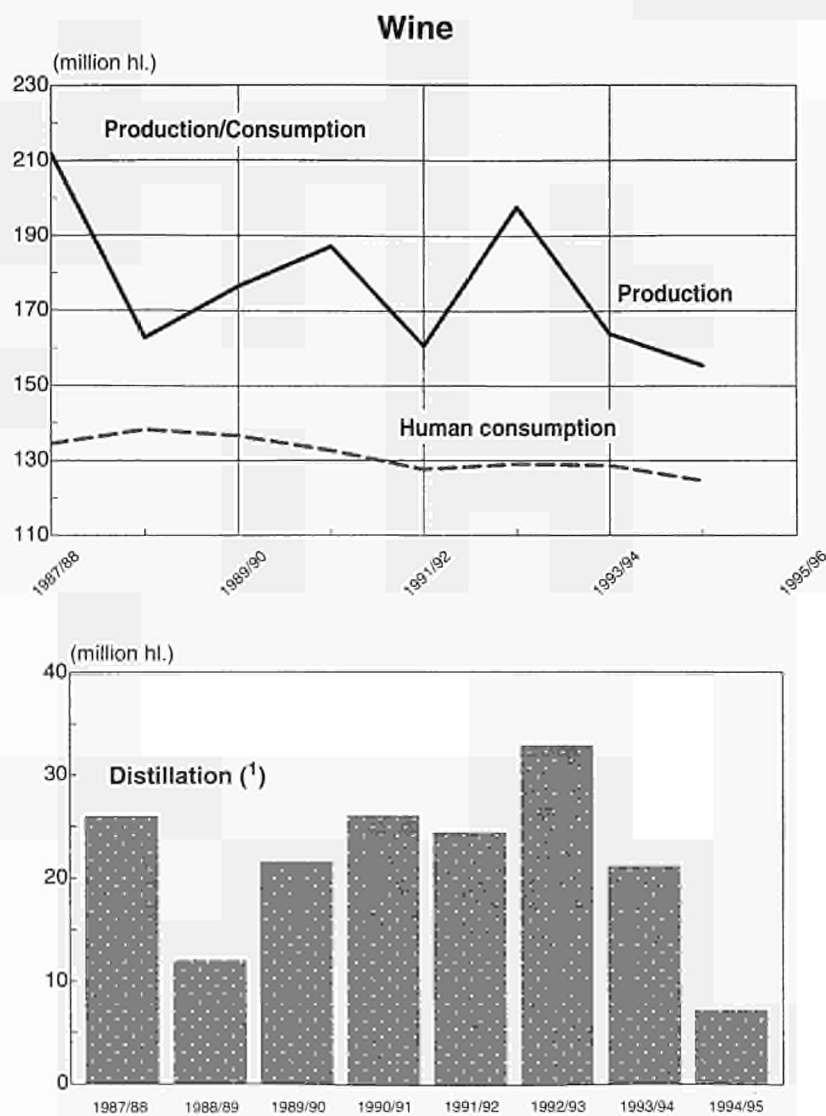 Wine
(million hl.)
230
Production/Consumption
210
190
Production
170
150
Human consumption
130
110
1987/88 1989/90 1991/92 1993/94 1995/96
(million hl.)
40
Distillation (¹)
30
20
10
0
1987/88 1988/89 1989/90 1990/91 1991/92 1992/93 1993/94 1994/95